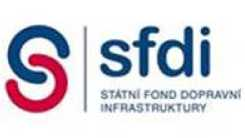 sfdi
STÁTNÍ FOND DOPRAVNÍ
INFRASTRUKTURY